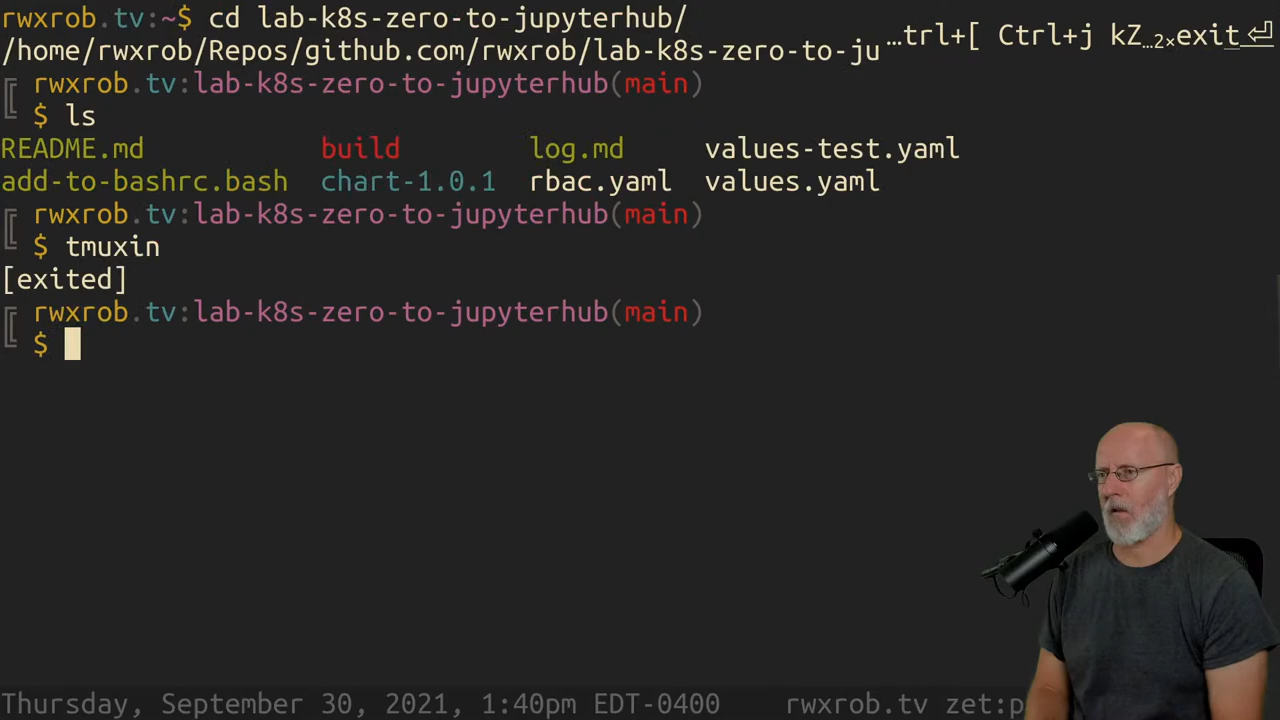 rwxrob.tv:~$ cd lab-k8s-zero-to-jupyterhub/
…trl+[ Ctrl+j kZ…2×exit⏎
/home/rwxrob/Repos/github.com/rwxrob/lab-k8s-zero-to-ju
rwxrob.tv:lab-k8s-zero-to-jupyterhub(main)
$ ls
README.md build log.md values-test.yaml
add-to-bashrc.bash chart-1.0.1 rbac.yaml values.yaml
rwxrob.tv:lab-k8s-zero-to-jupyterhub(main)
$ tmuxin
[exited]
rwxrob.tv:lab-k8s-zero-to-jupyterhub(main)
$
Thursday, September 30, 2021, 1:40pm EDT-0400 rwxrob.tv zet:p